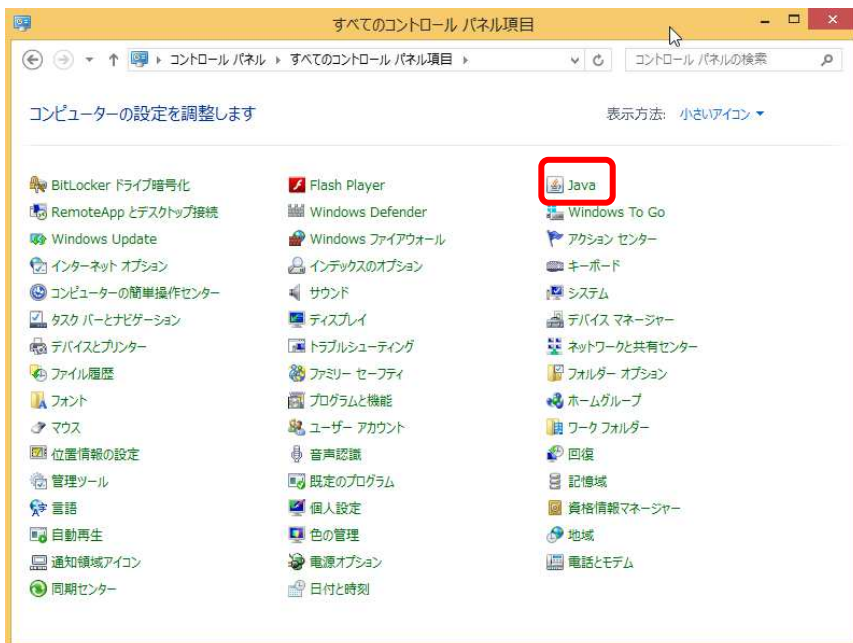 すべてのコントロール パネル項目
コントロール パネル すべてのコントロール パネル項目 コントロール パネルの検索
コンピューターの設定を調整します 表示方法: 小さいアイコン
BitLocker ドライブ暗号化 Flash Player Java
RemoteApp とデスクトップ接続 Windows Defender Windows To Go
Windows Update Windows ファイアウォール アクション センター
インターネット オプション インデックスのオプション キーボード
コンピューターの簡単操作センター サウンド システム
タスク バーとナビゲーション ディスプレイ デバイス マネージャー
デバイスとプリンター トラブルシューティング ネットワークと共有センター
ファイル履歴 ファミリー セーフティ フォルダー オプション
フォント プログラムと機能 ホームグループ
マウス ユーザー アカウント ワーク フォルダー
位置情報の設定 音声認識 回復
管理ツール 既定のプログラム 記憶域
言語 個人設定 資格情報マネージャー
自動再生 色の管理 地域
通知領域アイコン 電源オプション 電話とモデム
同期センター 日付と時刻